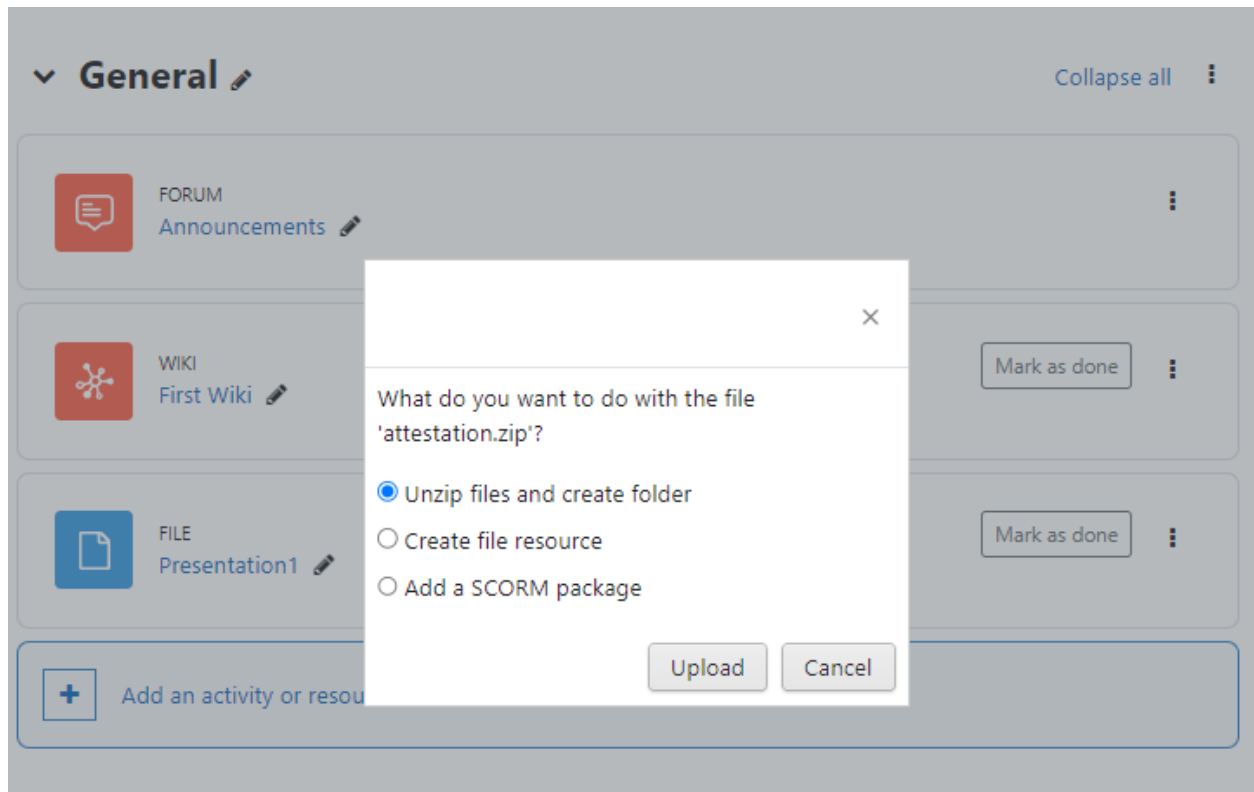 General
Collapse all
FORUM
Announcements
WIKI
First Wiki
Mark as done
FILE
Presentation1
Mark as done
Add an activity or
What do you want to do with the file
'attestation.zip'?
Unzip files and create folder
Create file resource
Add a SCORM package
Upload
Cancel